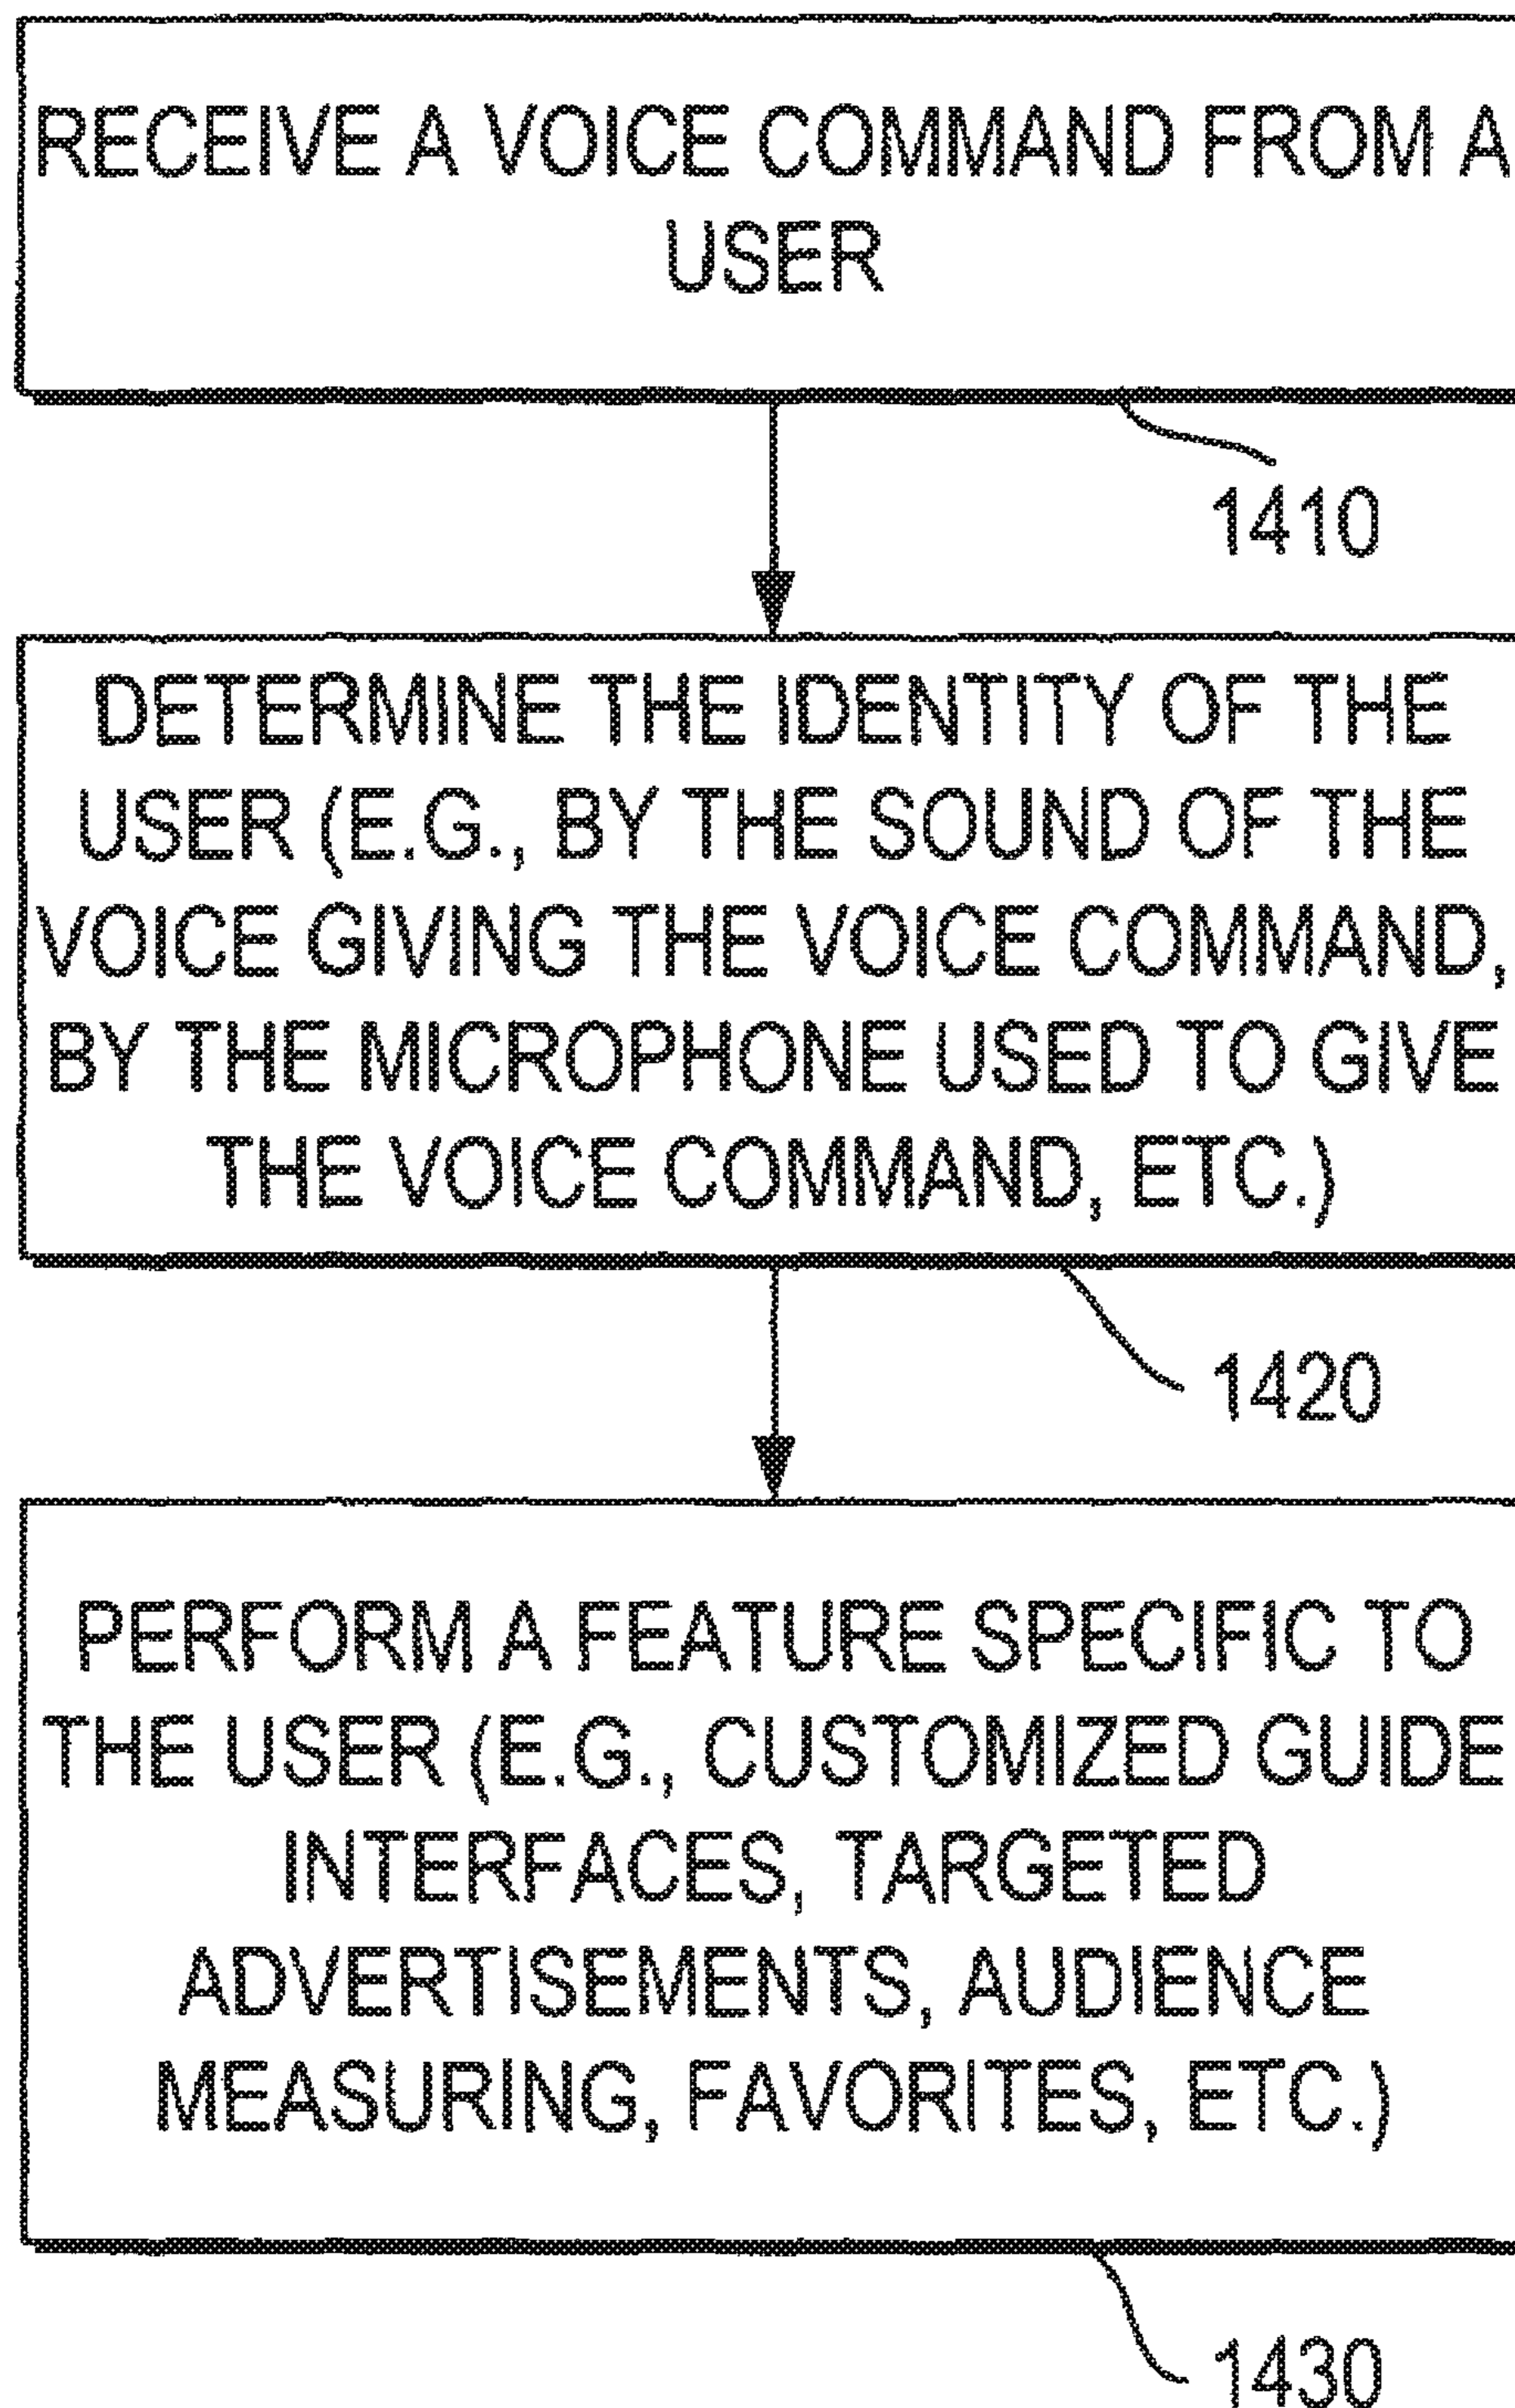 RECEIVE A VOICE COMMAND FROM A
USER
1410
DETERMINE THE IDENTITY OF THE
USER (E.G., BY THE SOUND OF THE
VOICE GIVING THE VOICE COMMAND,
BY THE MICROPHONE USED TO GIVE
THE VOICE COMMAND, ETC.)
1420
PERFORM A FEATURE SPECIFIC TO
THE USER (E.G., CUSTOMIZED GUIDE
INTERFACES, TARGETED
ADVERTISEMENTS, AUDIENCE
MEASURING, FAVORITES, ETC.)
1430